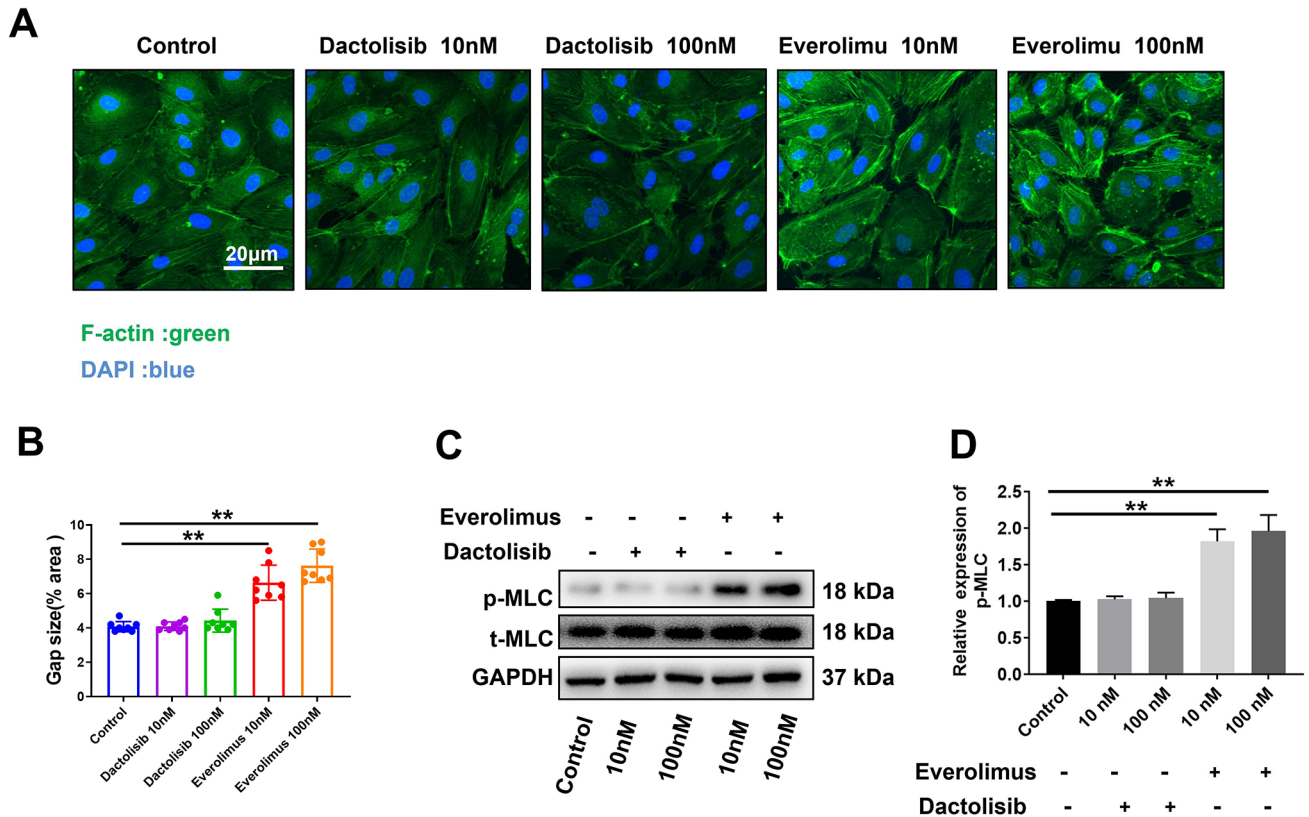 A
Control
Dactolisib 10nM
Dactolisib 100nM
Everolimu 10nM
Everolimu 100nM
20μm
F-actin :green
DAPI :blue
B
Gap size(% area )
10
8
6
4
2
0
**
**
Control
Dactolisib 10nM
Dactolisib 100nM
Everolimus 10nM
Everolimus 100nM
C
Everolimus - - - + +
Dactolisib - + + - -
p-MLC 18 kDa
t-MLC 18 kDa
GAPDH 37 kDa
Control
10nM
100nM
10nM
100nM
D
Relative expression of
p-MLC
2.5
2.0
1.5
1.0
0.5
0.0
**
**
Control
10 nM
100 nM
10 nM
100 nM
Everolimus - - - + +
Dactolisib - + + - -